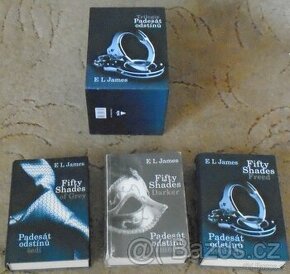 Trilogie
Padesát
odstínů
E L James
E L James
Fifty
Shades
of Grey
Padesát
odstínů
šedi
E L James
Fifty
Shades
Darker
Padesát
odstínů
E L James
Fifty
Shades
Freed
Padesát
odstínů
Bazos.cz